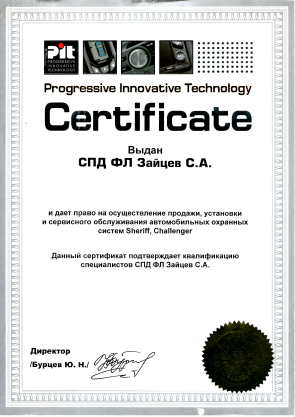 Pit
PROGRESSIVE
INNOVATIVE
TECHNOLOGY
Progressive Innovative Technology
Certificate
Выдан
СПД ФЛ Зайцев С.А.
и дает право на осуществление продажи, установки
и сервисного обслуживания автомобильных охранных
систем Sheriff, Challenger
Данный сертификат подтверждает квалификацию
специалистов СПД ФЛ Зайцев С.А.
Директор
/Бурцев Ю. Н./